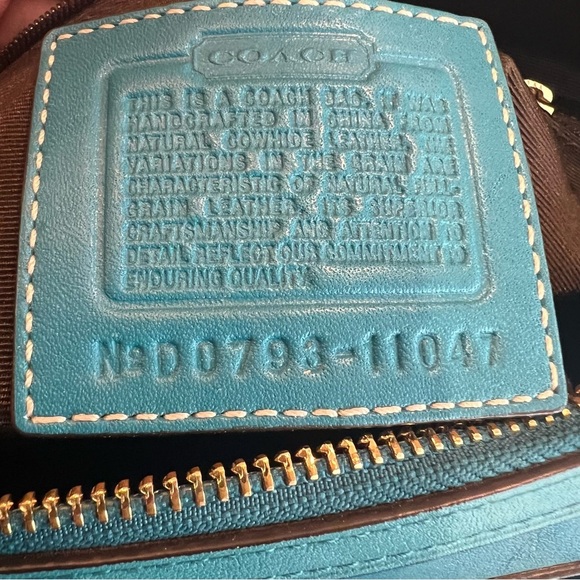 COACH
THIS IS A COACH BAG. IT WAS
HANDCRAFTED IN CHINA FROM
NATURAL COWHIDE LEATHER. THE
VARIATIONS IN THE GRAIN ARE
CHARACTERISTIC OF NATURAL FULL-
GRAIN LEATHER. ITS SUPERIOR
CRAFTSMANSHIP AND ATTENTION TO
DETAIL REFLECT OUR COMMITMENT TO
ENDURING QUALITY.
No D0793-11047